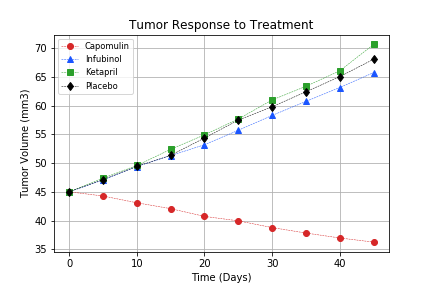 Tumor Response to Treatment
Capomulin
Infubinol
Ketapril
Placebo
Tumor Volume (mm3)
70
65
60
55
50
45
40
35
0
10
20
30
40
Time (Days)